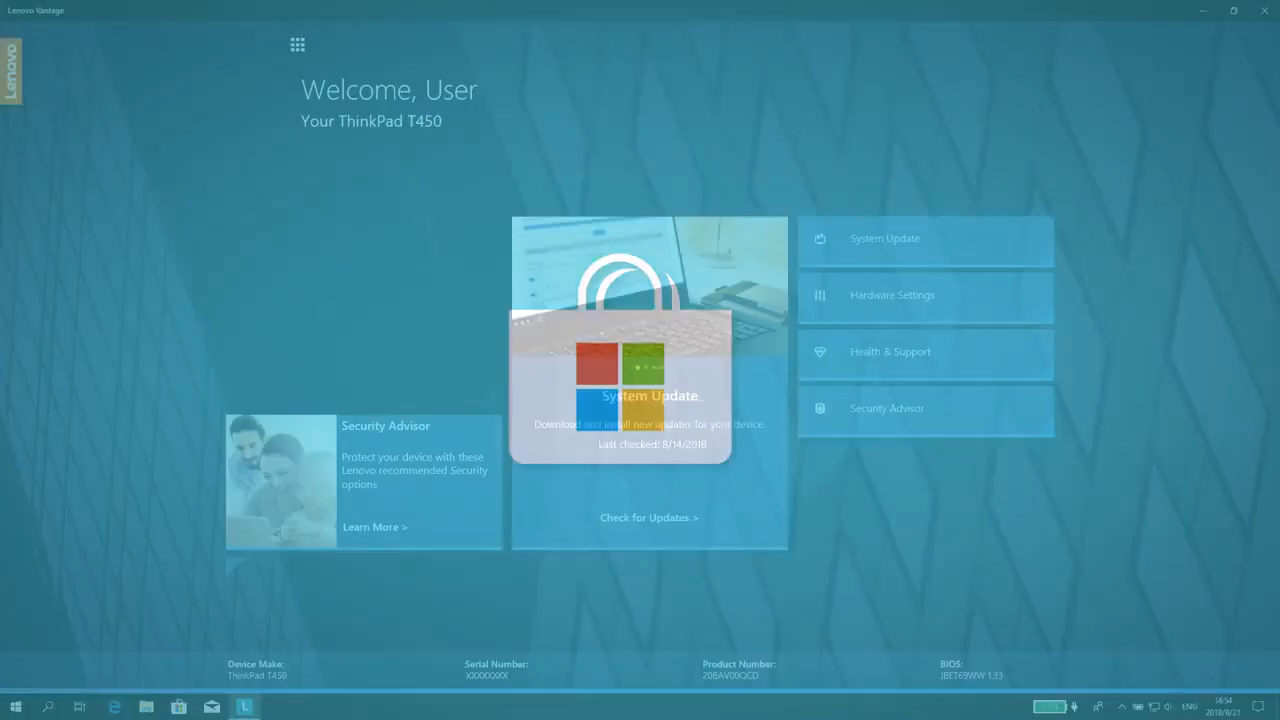 Lenovo Vantage
Lenovo
Welcome, User
Your ThinkPad T450
System Update
Hardware Settings
Health & Support
Security Advisor
System Update
Download and install new updates for your device.
Last checked: 8/14/2018
Check for Updates >
Security Advisor
Protect your device with these
Lenovo recommended Security
options
Learn More >
Device Make:
ThinkPad T450
Serial Number:
XXXXXXXX
Product Number:
20BAV00QCD
BIOS:
JBET69WW 1.33
L
ENG
14:54
2018/8/21